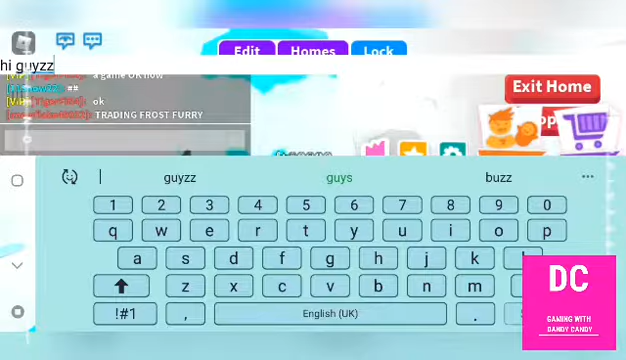 Edit Homes Lock
hi guyzz
a game OK now
##
ok
TRADING FROST FURRY
Exit Home
guyzz guys buzz ...
1 2 3 4 5 6 7 8 9 0
q w e r t y u i o p
a s d f g h j k l
z x c v b n m
!#1 , English (UK) .
DC
GAMING WITH
DANDY CANDY